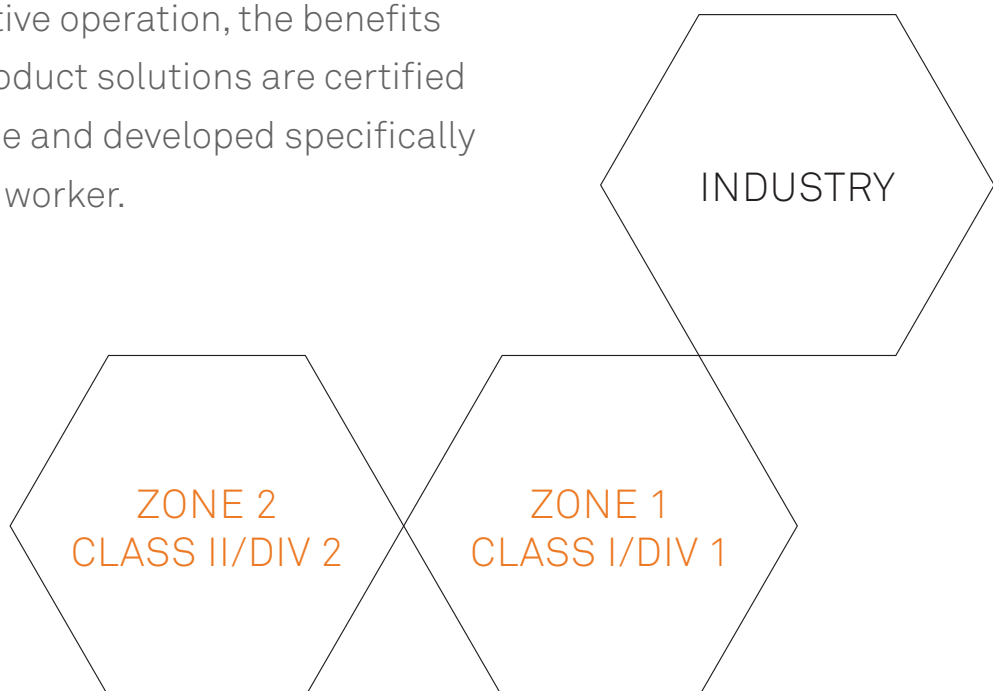 tive operation, the benefits
oduct solutions are certified
e and developed specifically
worker.
INDUSTRY
ZONE 2
CLASS II/DIV 2
ZONE 1
CLASS I/DIV 1